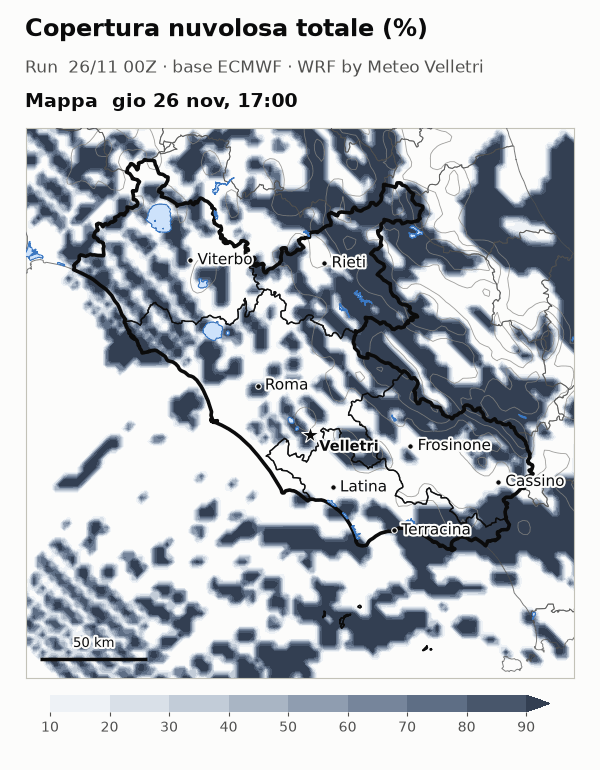 Copertura nuvolosa totale (%)
Run  26/11 00Z · base ECMWF · WRF by Meteo Velletri
Mappa  gio 26 nov, 17:00
Viterbo
Rieti
Roma
Velletri
Frosinone
Cassino
Latina
Terracina
50 km
10 20 30 40 50 60 70 80 90